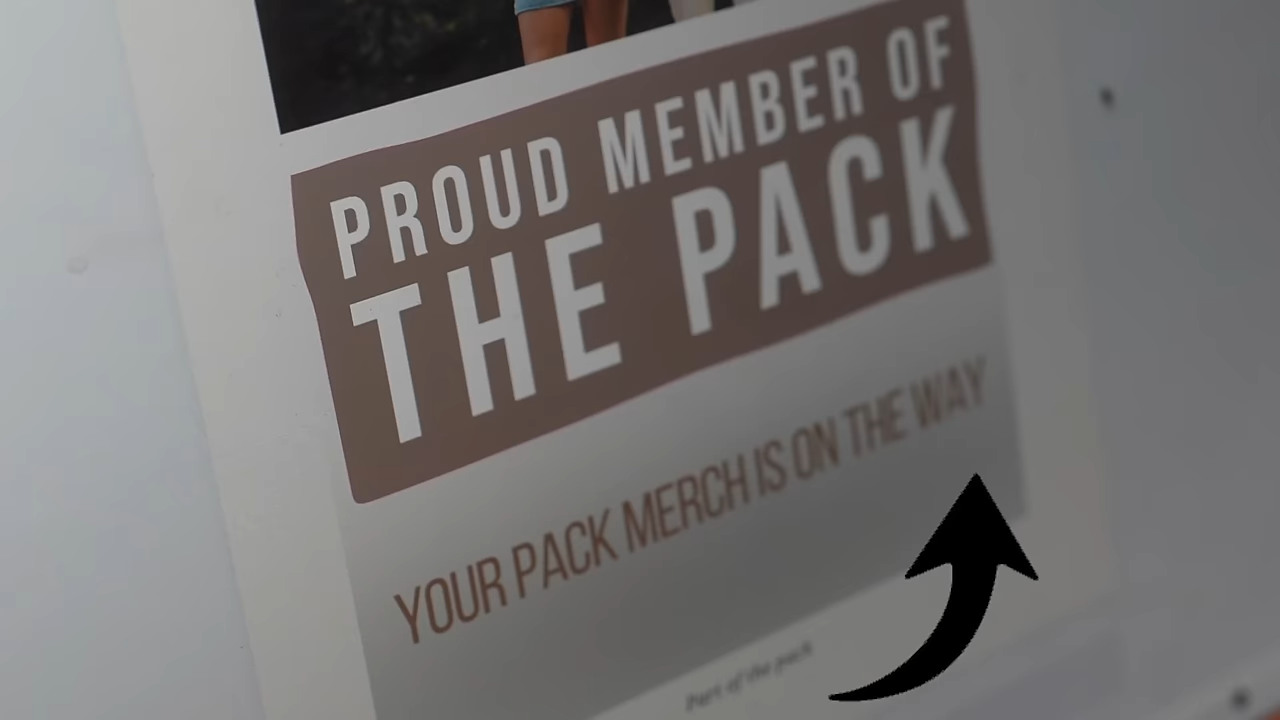 PROUD MEMBER OF
THE PACK
YOUR PACK MERCH IS ON THE WAY
Part of the pack